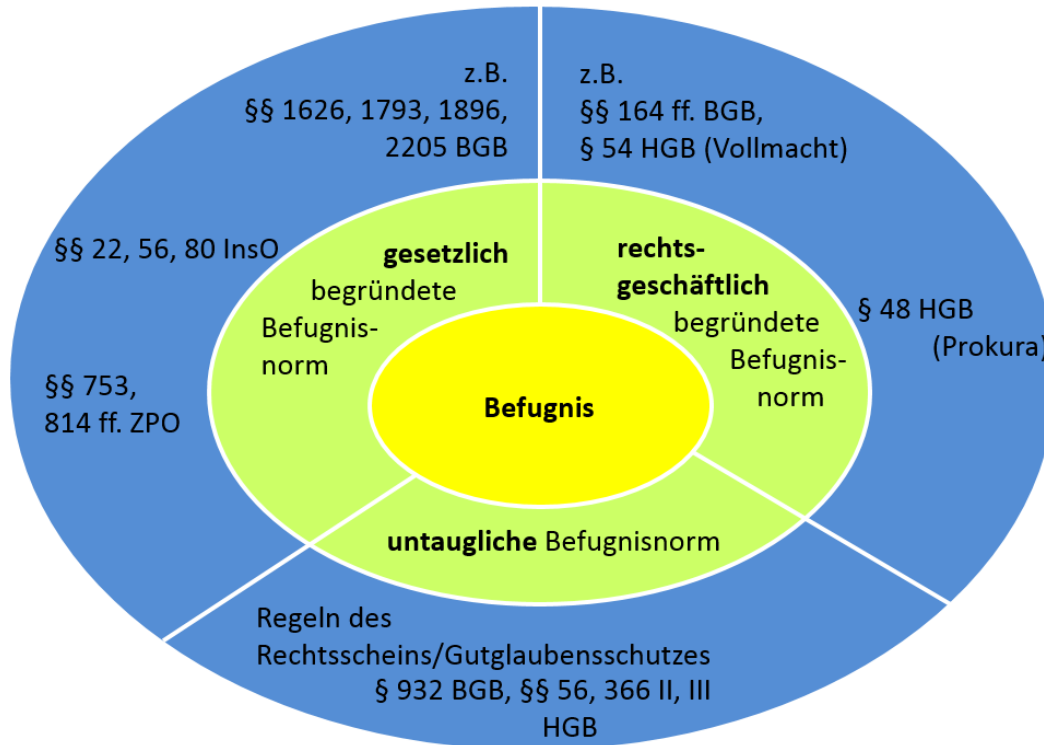 z.B.
§§ 1626, 1793, 1896,
2205 BGB
z.B.
§§ 164 ff. BGB,
§ 54 HGB (Vollmacht)
§§ 22, 56, 80 InsO
gesetzlich
begründete
Befugnis-
norm
rechts-
geschäftlich
begründete
Befugnis-
norm
§ 48 HGB
(Prokura)
§§ 753,
814 ff. ZPO
Befugnis
untaugliche Befugnisnorm
Regeln des
Rechtsscheins/Gutglaubensschutzes
§ 932 BGB, §§ 56, 366 II, III
HGB